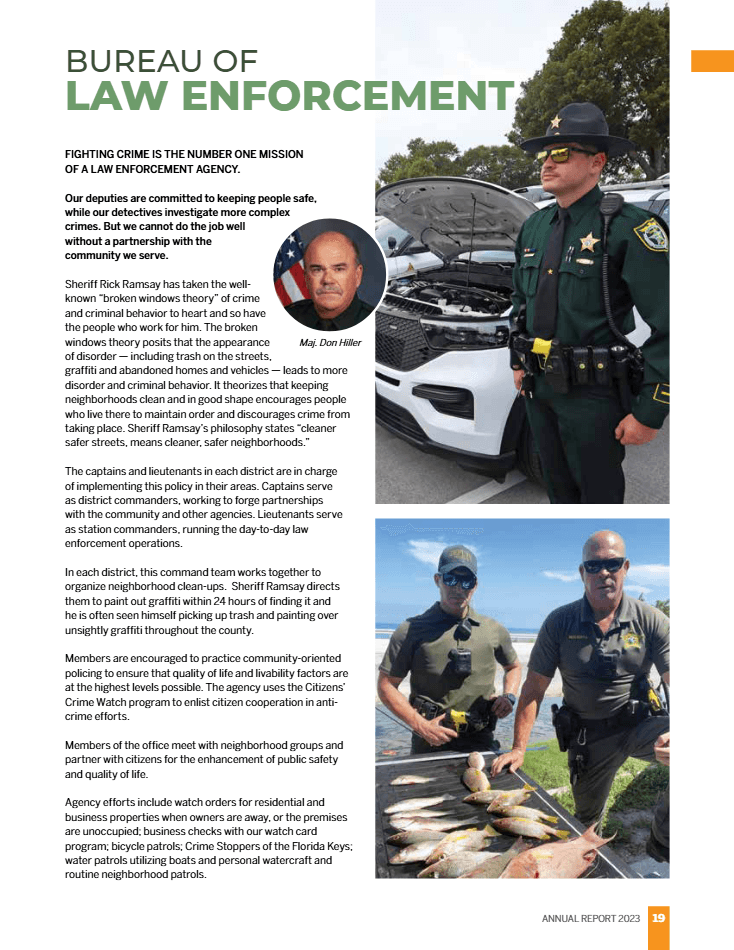 BUREAU OF
LAW ENFORCEMENT
FIGHTING CRIME IS THE NUMBER ONE MISSION
OF A LAW ENFORCEMENT AGENCY.
Our deputies are committed to keeping people safe,
while our detectives investigate more complex
crimes. But we cannot do the job well
without a partnership with the
community we serve.
Sheriff Rick Ramsay has taken the well-
known “broken windows theory” of crime
and criminal behavior to heart and so have
the people who work for him. The broken
windows theory posits that the appearance
of disorder — including trash on the streets,
graffiti and abandoned homes and vehicles — leads to more
disorder and criminal behavior. It theorizes that keeping
neighborhoods clean and in good shape encourages people
who live there to maintain order and discourages crime from
taking place. Sheriff Ramsay’s philosophy states “cleaner
safer streets, means cleaner, safer neighborhoods.”
Maj. Don Hiller
The captains and lieutenants in each district are in charge
of implementing this policy in their areas. Captains serve
as district commanders, working to forge partnerships
with the community and other agencies. Lieutenants serve
as station commanders, running the day-to-day law
enforcement operations.
In each district, this command team works together to
organize neighborhood clean-ups.  Sheriff Ramsay directs
them to paint out graffiti within 24 hours of finding it and
he is often seen himself picking up trash and painting over
unsightly graffiti throughout the county.
Members are encouraged to practice community-oriented
policing to ensure that quality of life and livability factors are
at the highest levels possible. The agency uses the Citizens’
Crime Watch program to enlist citizen cooperation in anti-
crime efforts.
Members of the office meet with neighborhood groups and
partner with citizens for the enhancement of public safety
and quality of life.
Agency efforts include watch orders for residential and
business properties when owners are away, or the premises
are unoccupied; business checks with our watch card
program; bicycle patrols; Crime Stoppers of the Florida Keys;
water patrols utilizing boats and personal watercraft and
routine neighborhood patrols.
ANNUAL REPORT 2023 19